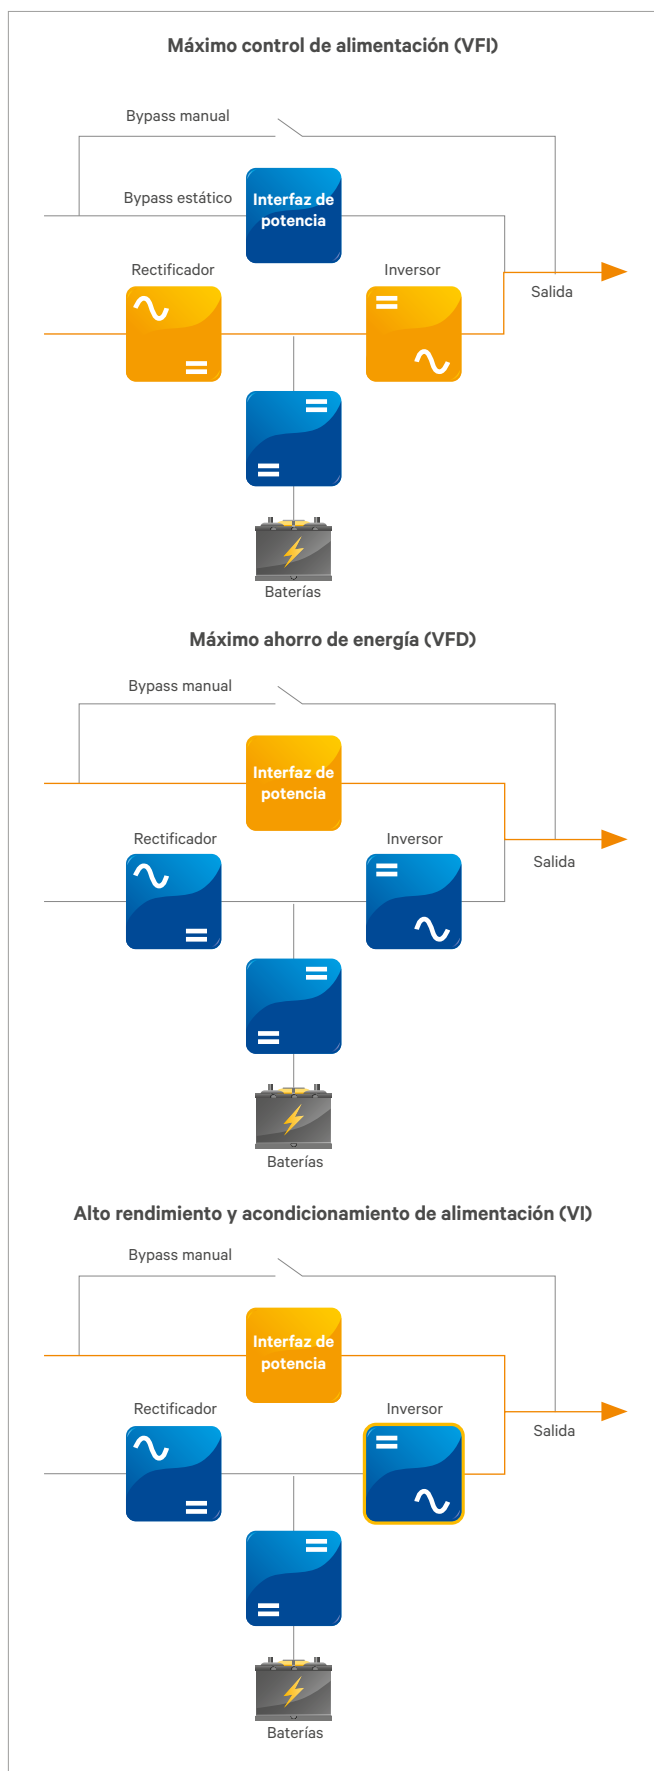 Máximo control de alimentación (VFI)
Bypass manual
Bypass estático
Interfaz de
potencia
Rectificador
Inversor
Salida
Baterías
Máximo ahorro de energía (VFD)
Bypass manual
Interfaz de
potencia
Rectificador
Inversor
Salida
Baterías
Alto rendimiento y acondicionamiento de alimentación (VI)
Bypass manual
Interfaz de
potencia
Rectificador
Inversor
Salida
Baterías